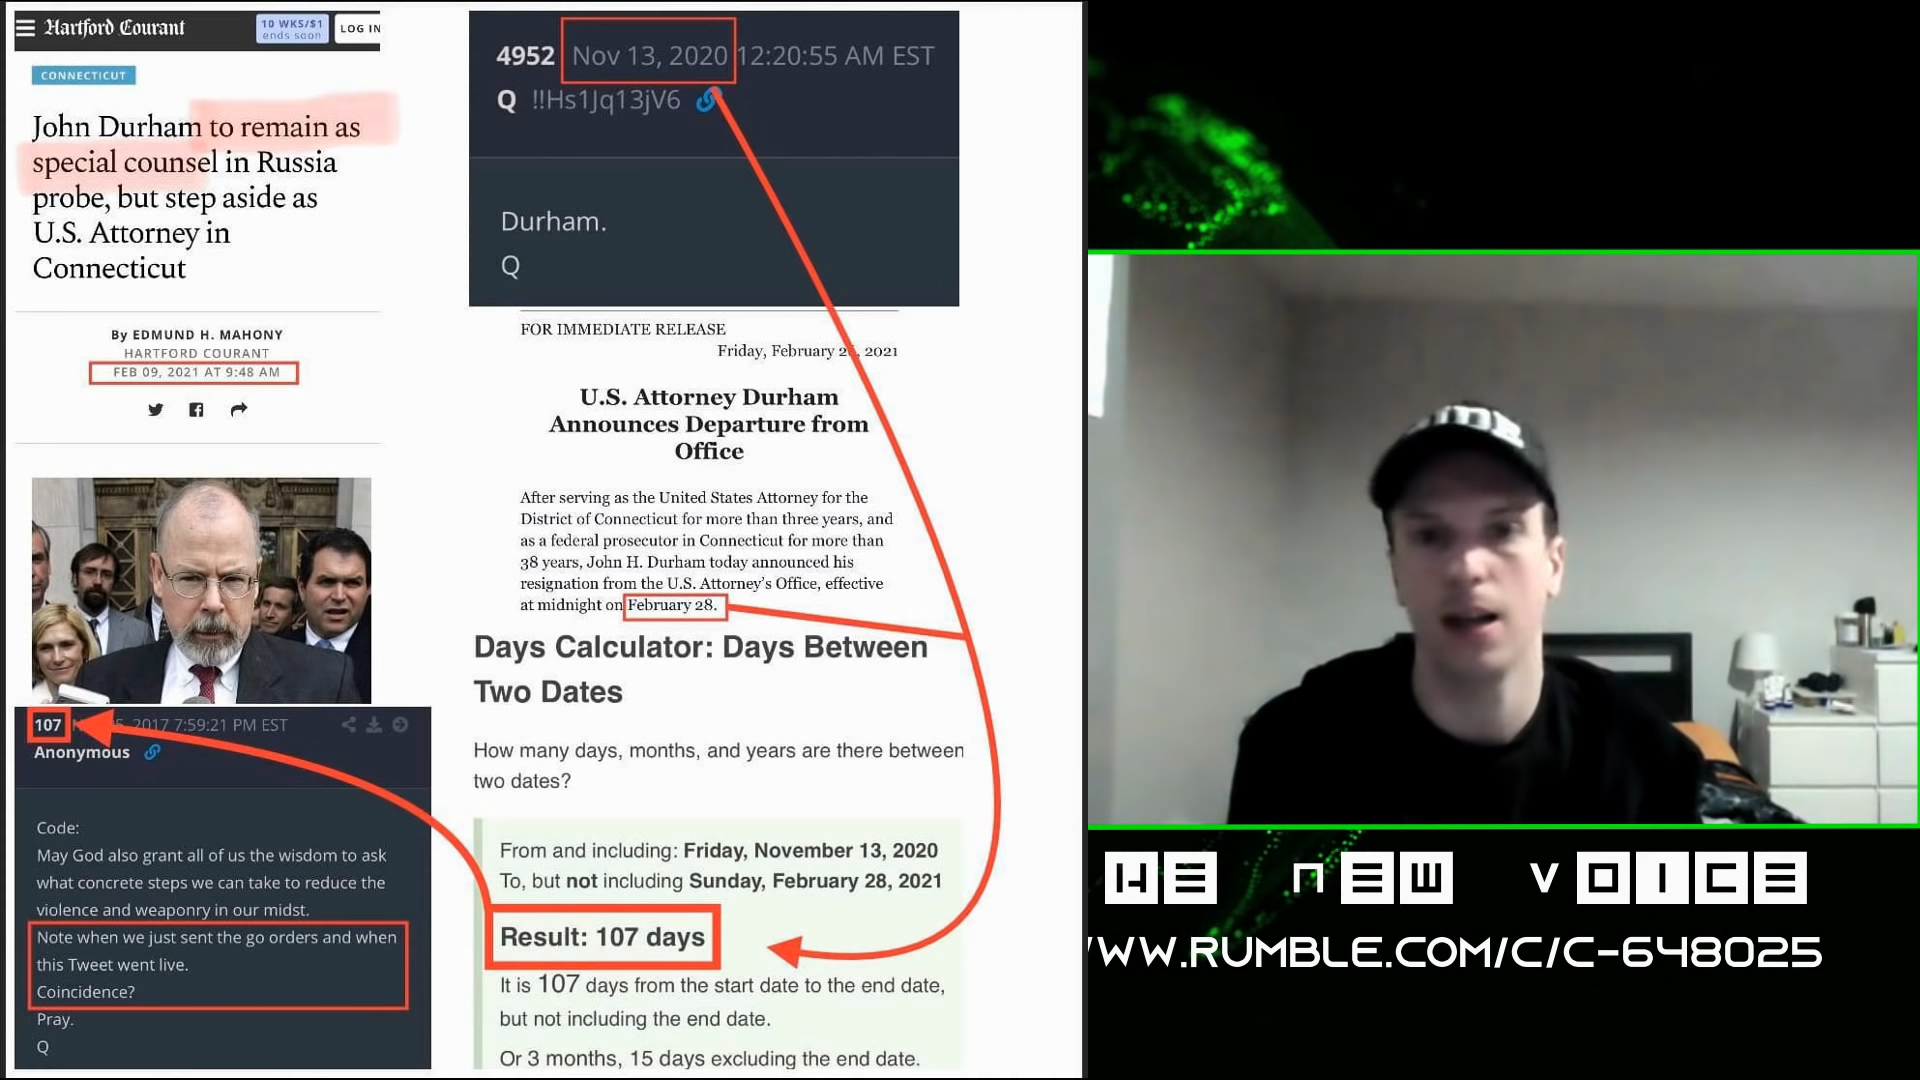 Hartford Courant
10 WKS/$1
ends soon
LOG IN
CONNECTICUT
John Durham to remain as
special counsel in Russia
probe, but step aside as
U.S. Attorney in
Connecticut
By EDMUND H. MAHONY
HARTFORD COURANT
FEB 09, 2021 AT 9:48 AM
107 2017 7:59:21 PM EST
Anonymous
Code:
May God also grant all of us the wisdom to ask
what concrete steps we can take to reduce the
violence and weaponry in our midst.
Note when we just sent the go orders and when
this Tweet went live.
Coincidence?
Pray.
Q
4952 Nov 13, 2020 12:20:55 AM EST
Q !!Hs1Jq13jV6
Durham.
Q
FOR IMMEDIATE RELEASE
Friday, February 2, 2021
U.S. Attorney Durham
Announces Departure from
Office
After serving as the United States Attorney for the
District of Connecticut for more than three years, and
as a federal prosecutor in Connecticut for more than
38 years, John H. Durham today announced his
resignation from the U.S. Attorney's Office, effective
at midnight on February 28.
Days Calculator: Days Between
Two Dates
How many days, months, and years are there between
two dates?
From and including: Friday, November 13, 2020
To, but not including Sunday, February 28, 2021
Result: 107 days
It is 107 days from the start date to the end date,
but not including the end date.
Or 3 months, 15 days excluding the end date.
HE NEW VOICE
WW.RUMBLE.COM/C/C-648025